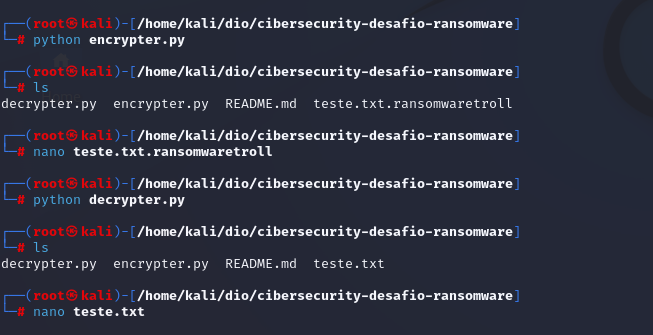 ┌──(root㉿kali)-[/home/kali/dio/cibersecurity-desafio-ransomware]
└─# python encrypter.py
┌──(root㉿kali)-[/home/kali/dio/cibersecurity-desafio-ransomware]
└─# ls
decrypter.py  encrypter.py  README.md  teste.txt.ransomwaretroll
┌──(root㉿kali)-[/home/kali/dio/cibersecurity-desafio-ransomware]
└─# nano teste.txt.ransomwaretroll
┌──(root㉿kali)-[/home/kali/dio/cibersecurity-desafio-ransomware]
└─# python decrypter.py
┌──(root㉿kali)-[/home/kali/dio/cibersecurity-desafio-ransomware]
└─# ls
decrypter.py  encrypter.py  README.md  teste.txt
┌──(root㉿kali)-[/home/kali/dio/cibersecurity-desafio-ransomware]
└─# nano teste.txt